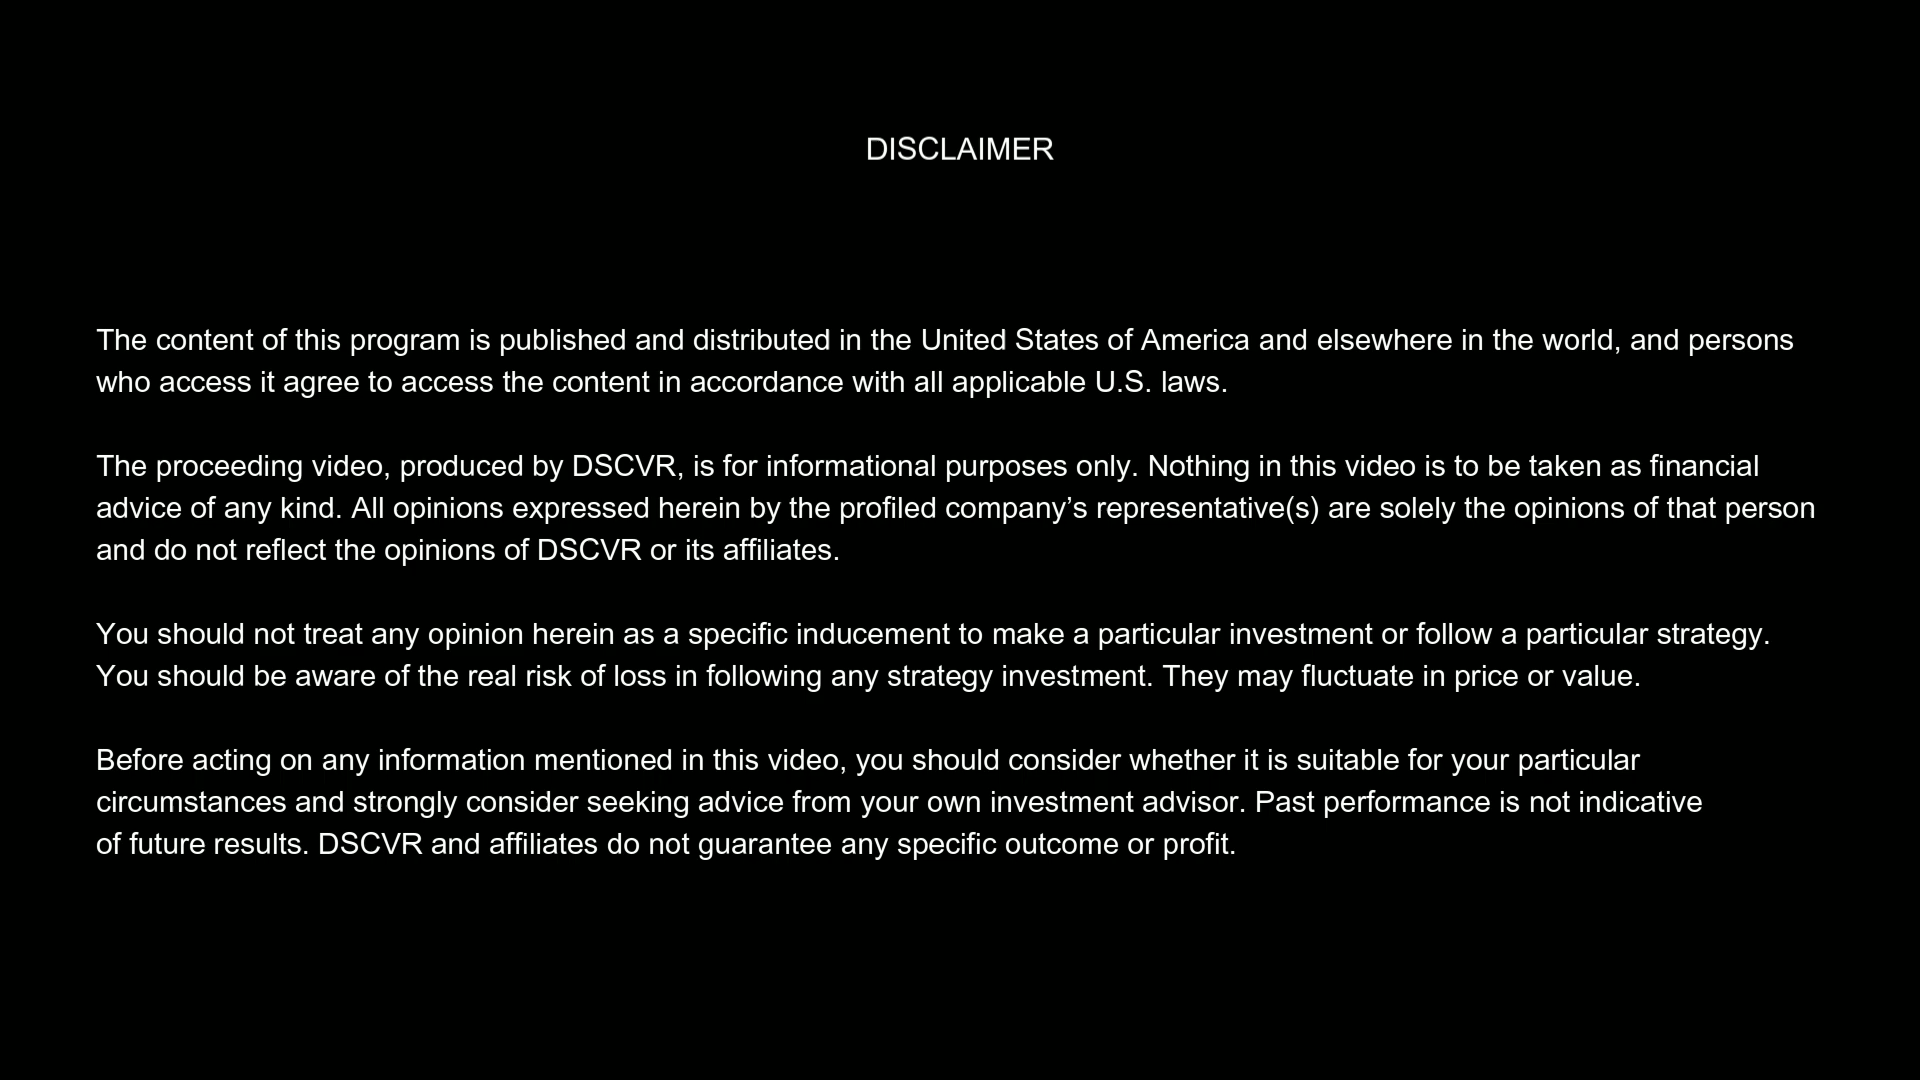 DISCLAIMER
The content of this program is published and distributed in the United States of America and elsewhere in the world, and persons
who access it agree to access the content in accordance with all applicable U.S. laws.
The proceeding video, produced by DSCVR, is for informational purposes only. Nothing in this video is to be taken as financial
advice of any kind. All opinions expressed herein by the profiled company’s representative(s) are solely the opinions of that person
and do not reflect the opinions of DSCVR or its affiliates.
You should not treat any opinion herein as a specific inducement to make a particular investment or follow a particular strategy.
You should be aware of the real risk of loss in following any strategy investment. They may fluctuate in price or value.
Before acting on any information mentioned in this video, you should consider whether it is suitable for your particular
circumstances and strongly consider seeking advice from your own investment advisor. Past performance is not indicative
of future results. DSCVR and affiliates do not guarantee any specific outcome or profit.